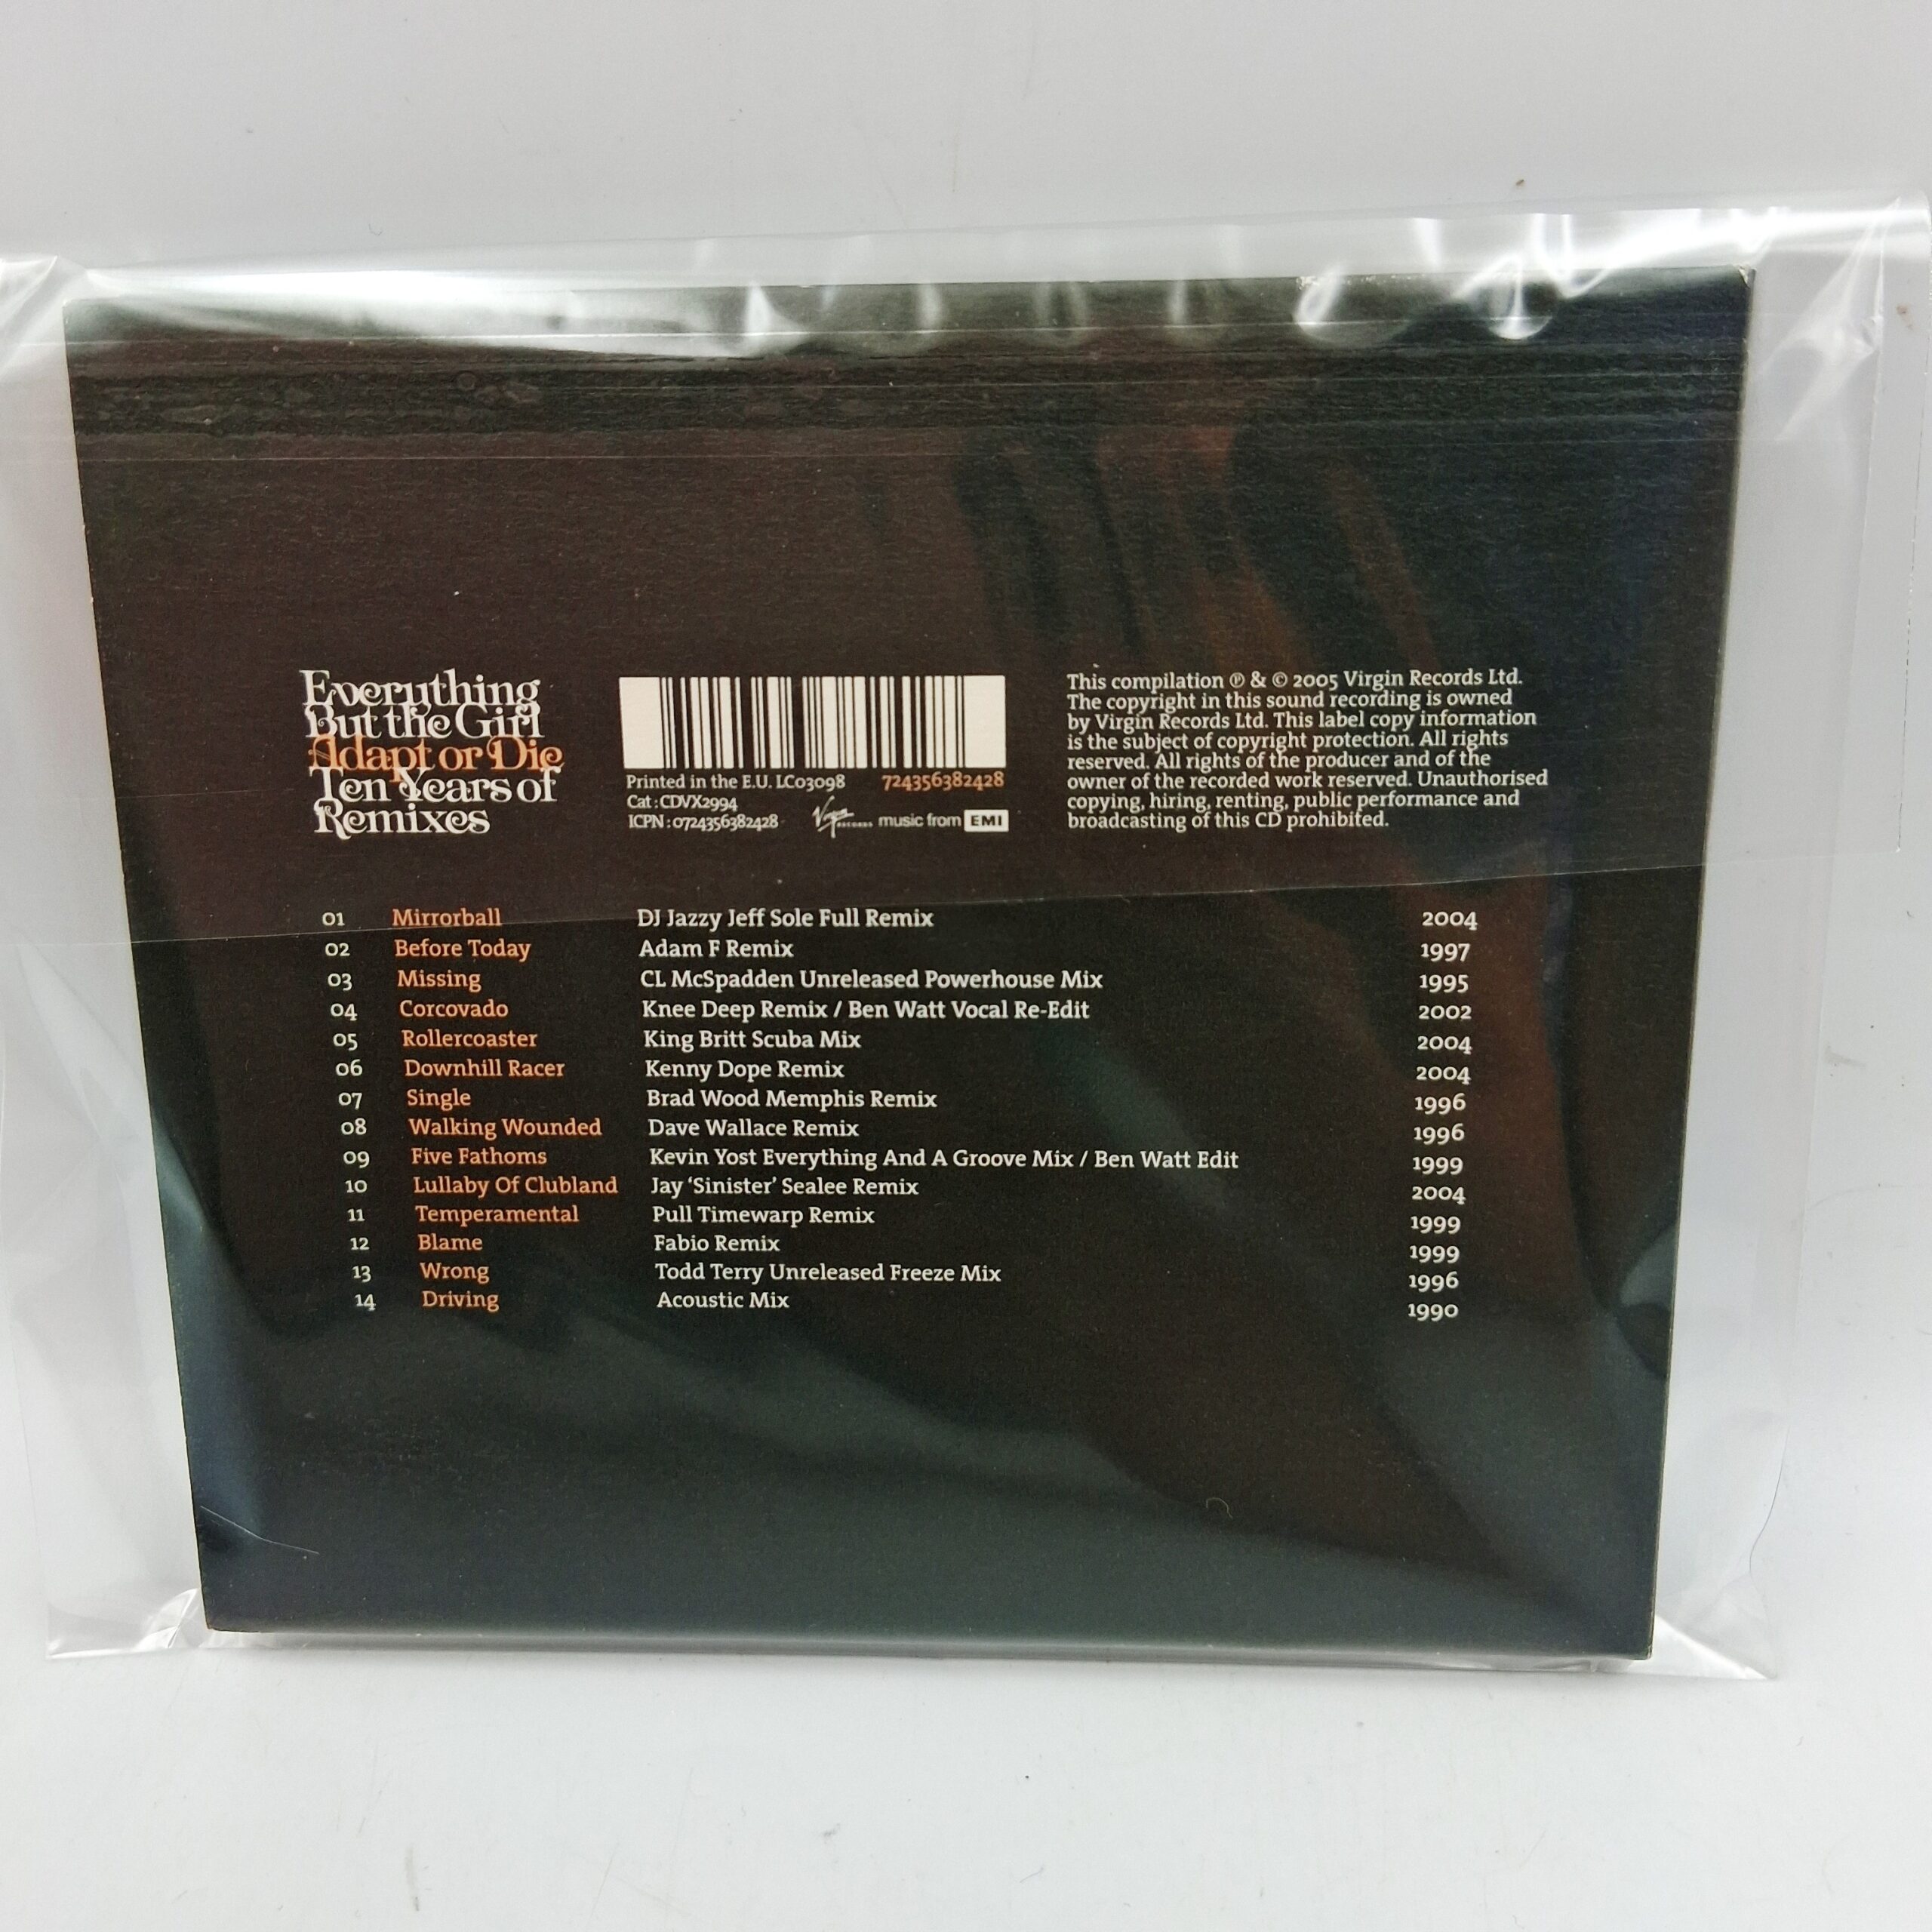 Everything
But the Girl
Adapt or Die
Ten Years of
Remixes
Printed in the E.U. LC03098 724356382428
Cat : CDVX2994
ICPN : 0724356382428 Virgin RECORDS music from EMI
This compilation ℗ & © 2005 Virgin Records Ltd.
The copyright in this sound recording is owned
by Virgin Records Ltd. This label copy information
is the subject of copyright protection. All rights
reserved. All rights of the producer and of the
owner of the recorded work reserved. Unauthorised
copying, hiring, renting, public performance and
broadcasting of this CD prohibited.
01 Mirrorball DJ Jazzy Jeff Sole Full Remix 2004
02 Before Today Adam F Remix 1997
03 Missing CL McSpadden Unreleased Powerhouse Mix 1995
04 Corcovado Knee Deep Remix / Ben Watt Vocal Re-Edit 2002
05 Rollercoaster King Britt Scuba Mix 2004
06 Downhill Racer Kenny Dope Remix 2004
07 Single Brad Wood Memphis Remix 1996
08 Walking Wounded Dave Wallace Remix 1996
09 Five Fathoms Kevin Yost Everything And A Groove Mix / Ben Watt Edit 1999
10 Lullaby Of Clubland Jay ‘Sinister’ Sealee Remix 2004
11 Temperamental Pull Timewarp Remix 1999
12 Blame Fabio Remix 1999
13 Wrong Todd Terry Unreleased Freeze Mix 1996
14 Driving Acoustic Mix 1990